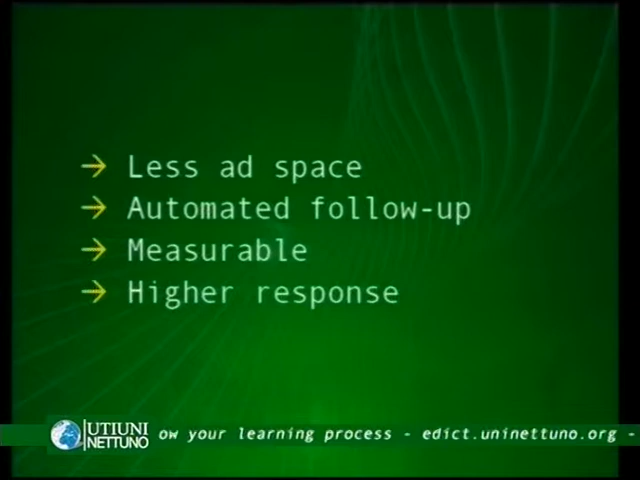 → Less ad space
→ Automated follow-up
→ Measurable
→ Higher response
UTIUNI
NETTUNO
ow your learning process - edict.uninettuno.org -